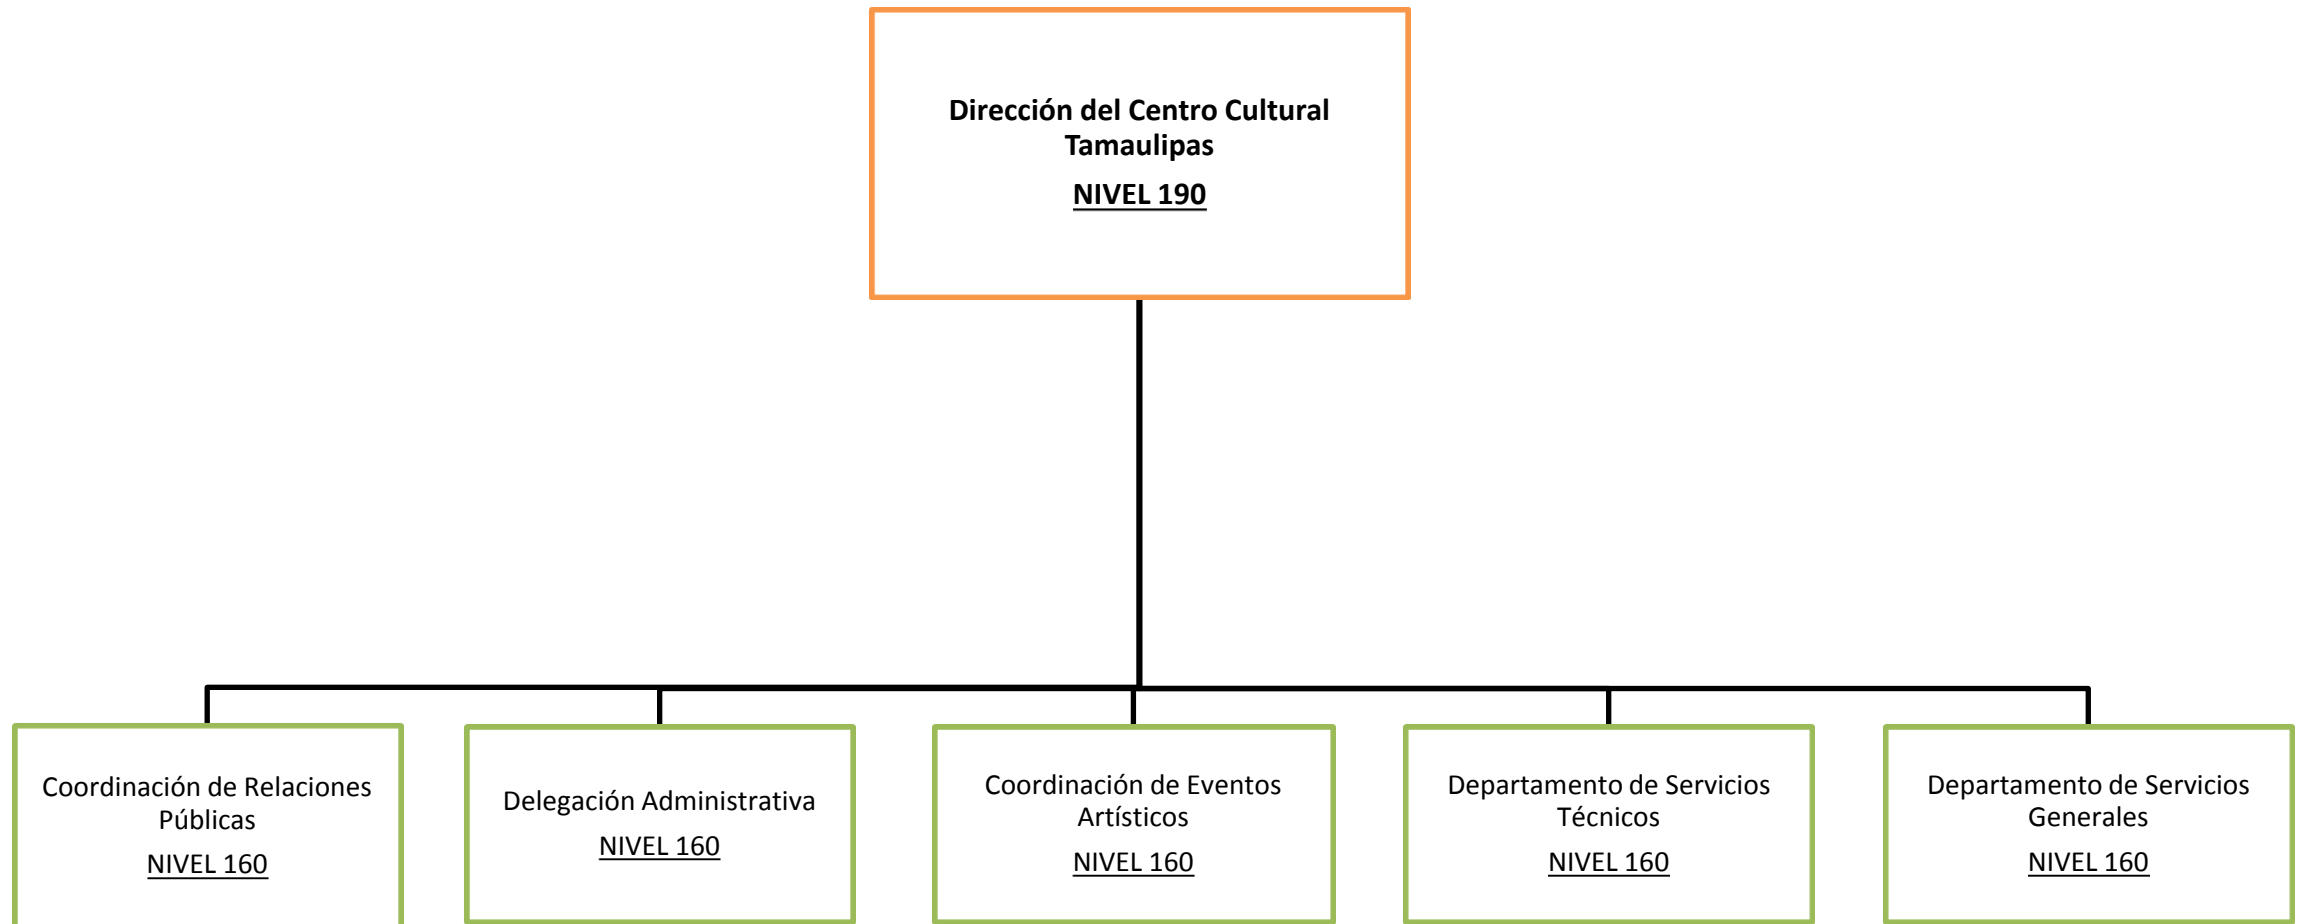 Dirección del Centro Cultural
Tamaulipas
NIVEL 190
Coordinación de Relaciones
Públicas
NIVEL 160
Delegación Administrativa
NIVEL 160
Coordinación de Eventos
Artísticos
NIVEL 160
Departamento de Servicios
Técnicos
NIVEL 160
Departamento de Servicios
Generales
NIVEL 160